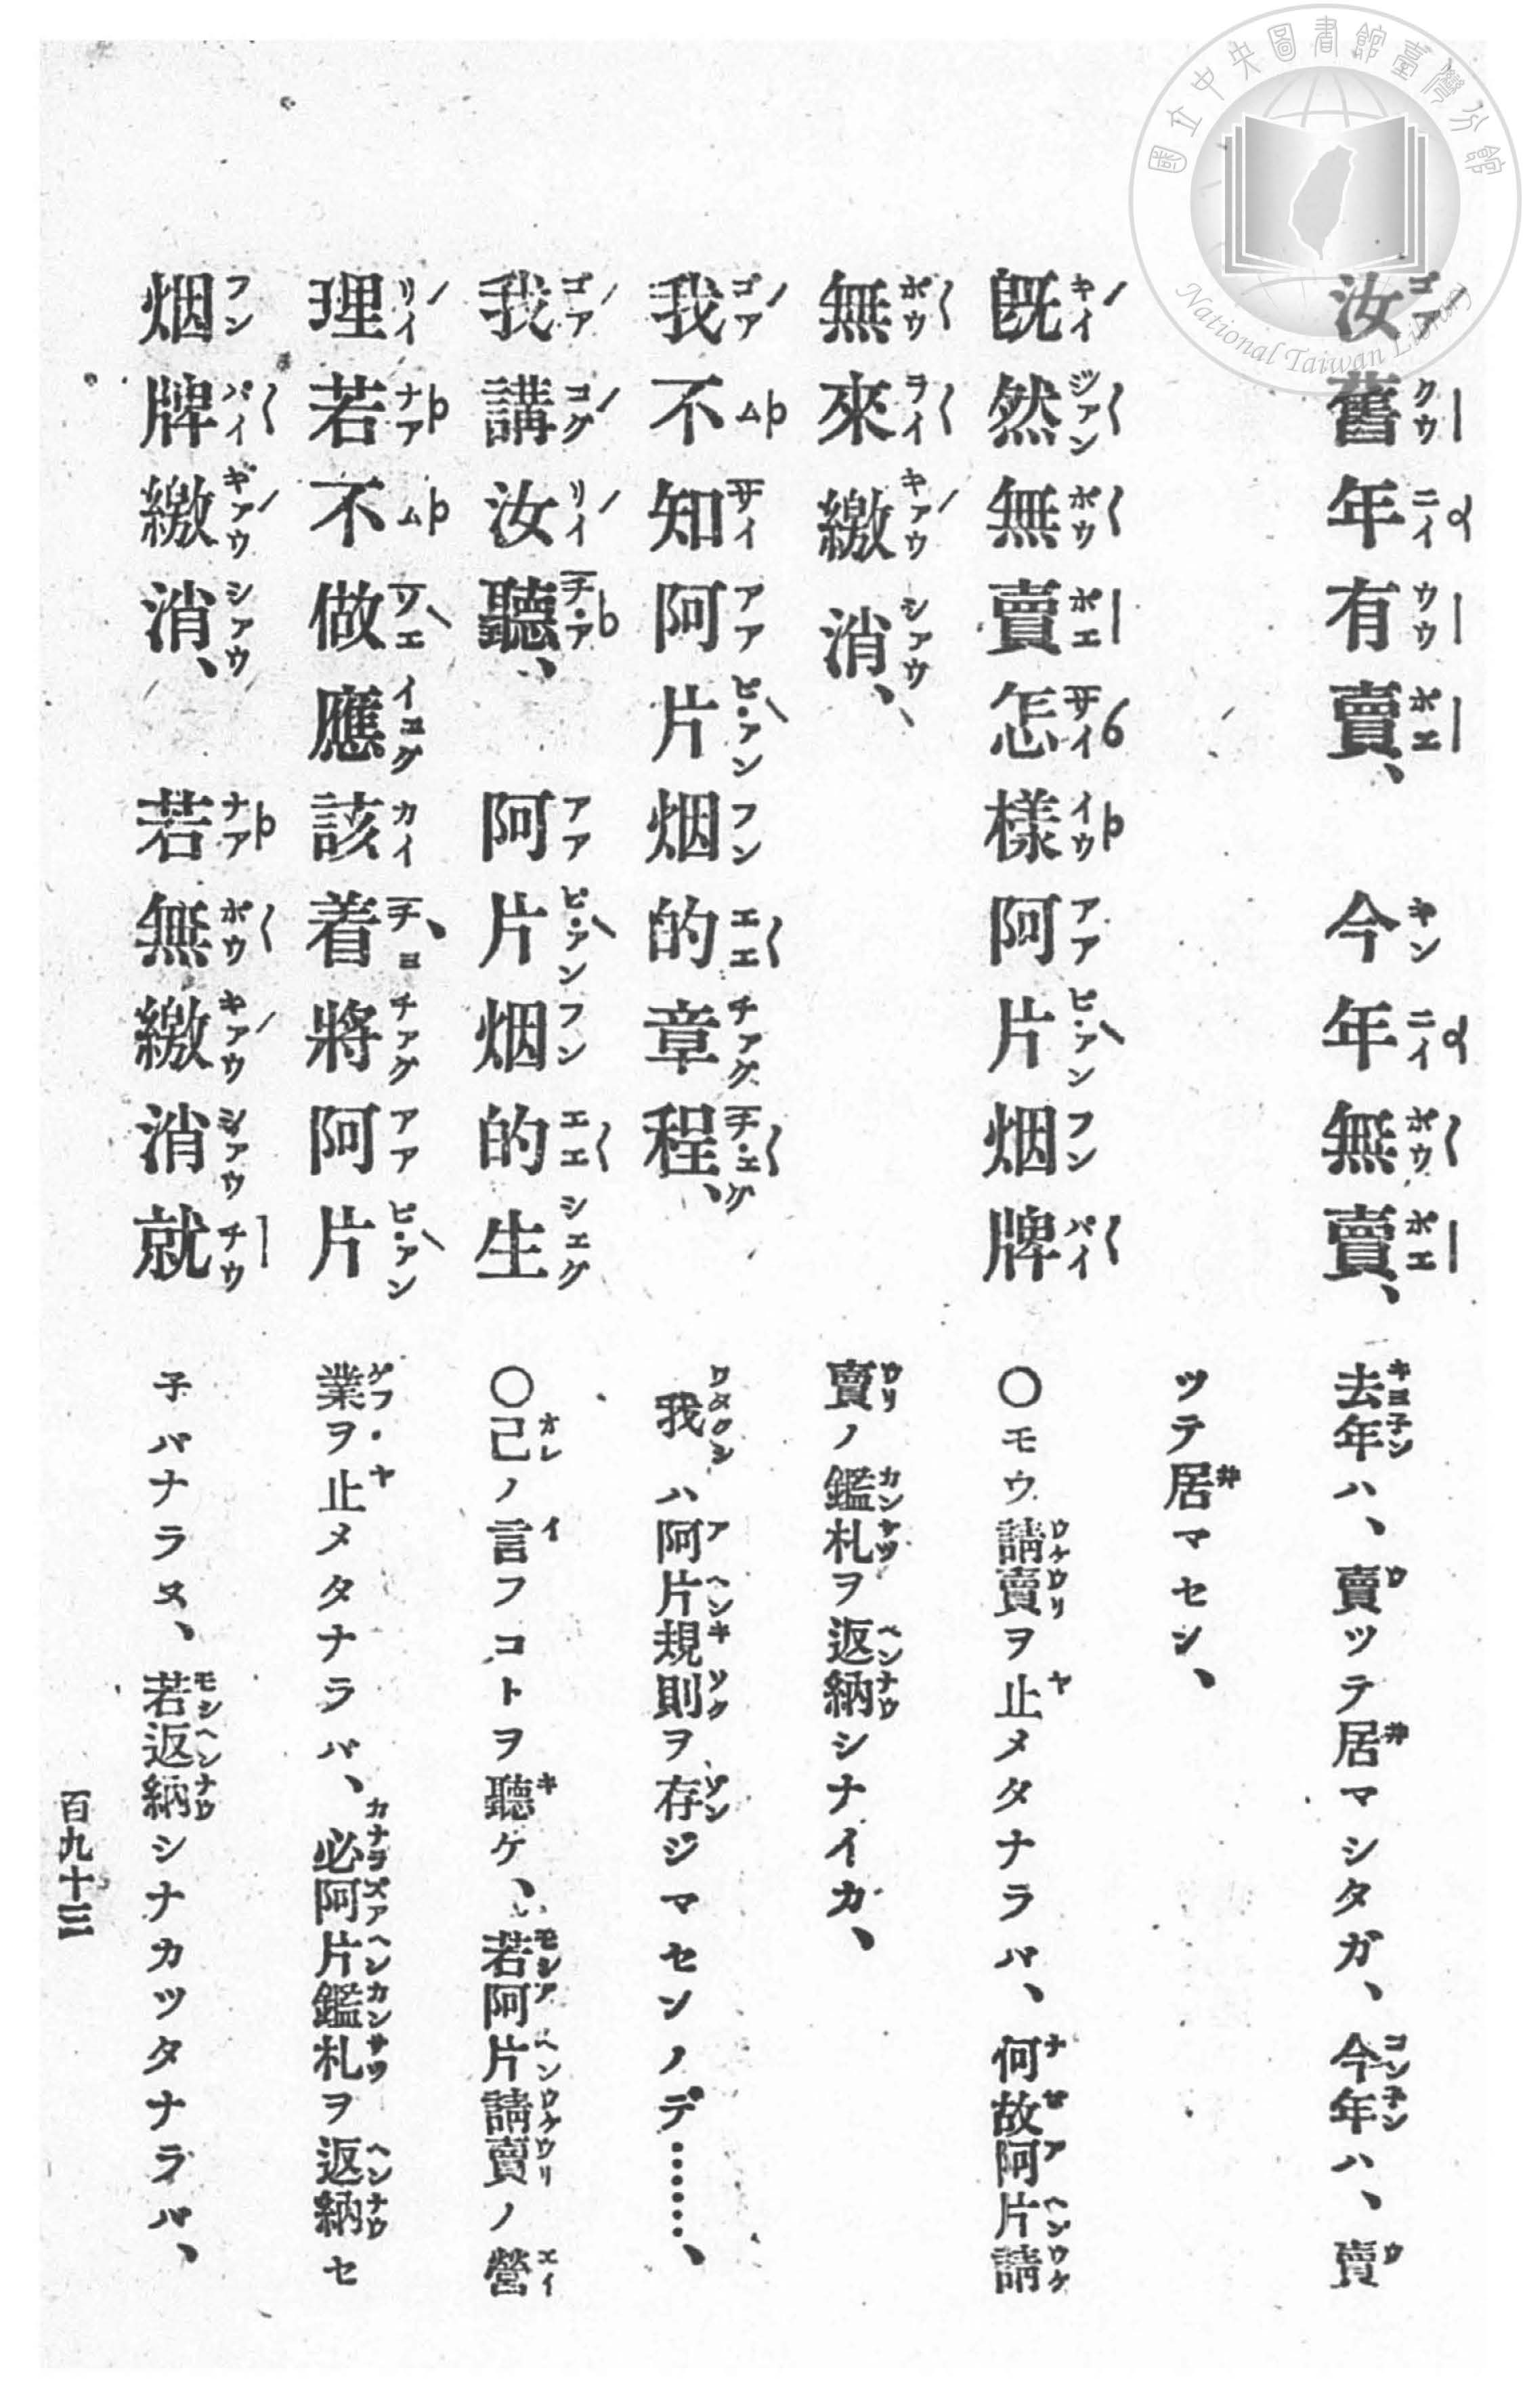 國立中央圖書館臺灣分館
National Taiwan Library
汝舊年有賣、今年無賣、
去年ハ、賣ツテ居マシタガ、今年ハ、賣
ツテ居マセン、
既然無賣怎樣阿片烟牌
〇モウ請賣ヲ止メタナラバ、何故阿片請
無來繳消、
賣ノ鑑札ヲ返納シナイカ、
我不知阿片烟的章程、
我ハ阿片規則ヲ存ジマセンノデ……、
我講汝聽、阿片烟的生
〇己ノ言フコトヲ聽ケ、若阿片請賣ノ營
理若不做應該着將阿片
業ヲ止メタナラバ、必阿片鑑札ヲ返納セ
烟牌繳消、若無繳消就
子バナラヌ、若返納シナカツタナラバ、
百九十三